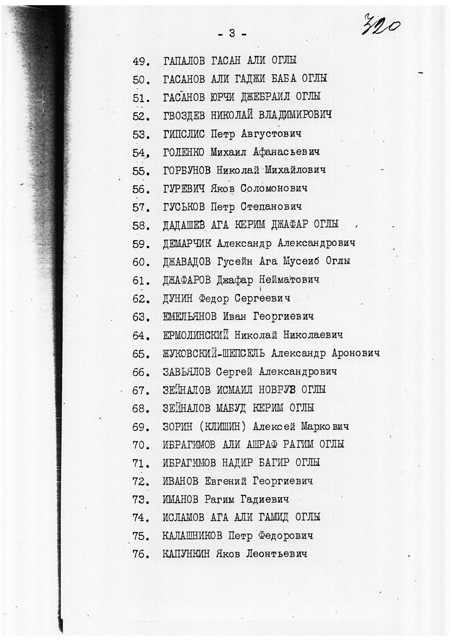 - 3 -
320
49. ГАПАЛОВ ГАСАН АЛИ ОГЛЫ
50. ГАСАНОВ АЛИ ГАДЖИ БАБА ОГЛЫ
51. ГАСАНОВ ЮРЧИ ДЖЕБРАИЛ ОГЛЫ
52. ГВОЗДЕВ НИКОЛАЙ ВЛАДИМИРОВИЧ
53. ГИПСЛИС Петр Августович
54. ГОЛЕНКО Михаил Афанасьевич
55. ГОРБУНОВ Николай Михайлович
56. ГУРЕВИЧ Яков Соломонович
57. ГУСЬКОВ Петр Степанович
58. ДАДАШЕВ АГА КЕРИМ ДЖАФАР ОГЛЫ
59. ДЕМАРЧИК Александр Александрович
60. ДЖАВАДОВ Гусейн Ага Мусеиб Оглы
61. ДЖАФАРОВ Джафар Нейматович
62. ДУНИН Федор Сергеевич
63. ЕМЕЛЬЯНОВ Иван Георгиевич
64. ЕРМОЛИНСКИЙ Николай Николаевич
65. ЖУКОВСКИЙ-ШЕПСЕЛЬ Александр Аронович
66. ЗАВЬЯЛОВ Сергей Александрович
67. ЗЕЙНАЛОВ ИСМАИЛ НОВРУЗ ОГЛЫ
68. ЗЕЙНАЛОВ МАБУД КЕРИМ ОГЛЫ
69. ЗОРИН (КЛИШИН) Алексей Маркович
70. ИБРАГИМОВ АЛИ АШРАФ РАГИМ ОГЛЫ
71. ИБРАГИМОВ НАДИР БАГИР ОГЛЫ
72. ИВАНОВ Евгений Георгиевич
73. ИМАНОВ Рагим Гадиевич
74. ИСЛАМОВ АГА АЛИ ГАМИД ОГЛЫ
75. КАЛАШНИКОВ Петр Федорович
76. КАПУНКИН Яков Леонтьевич